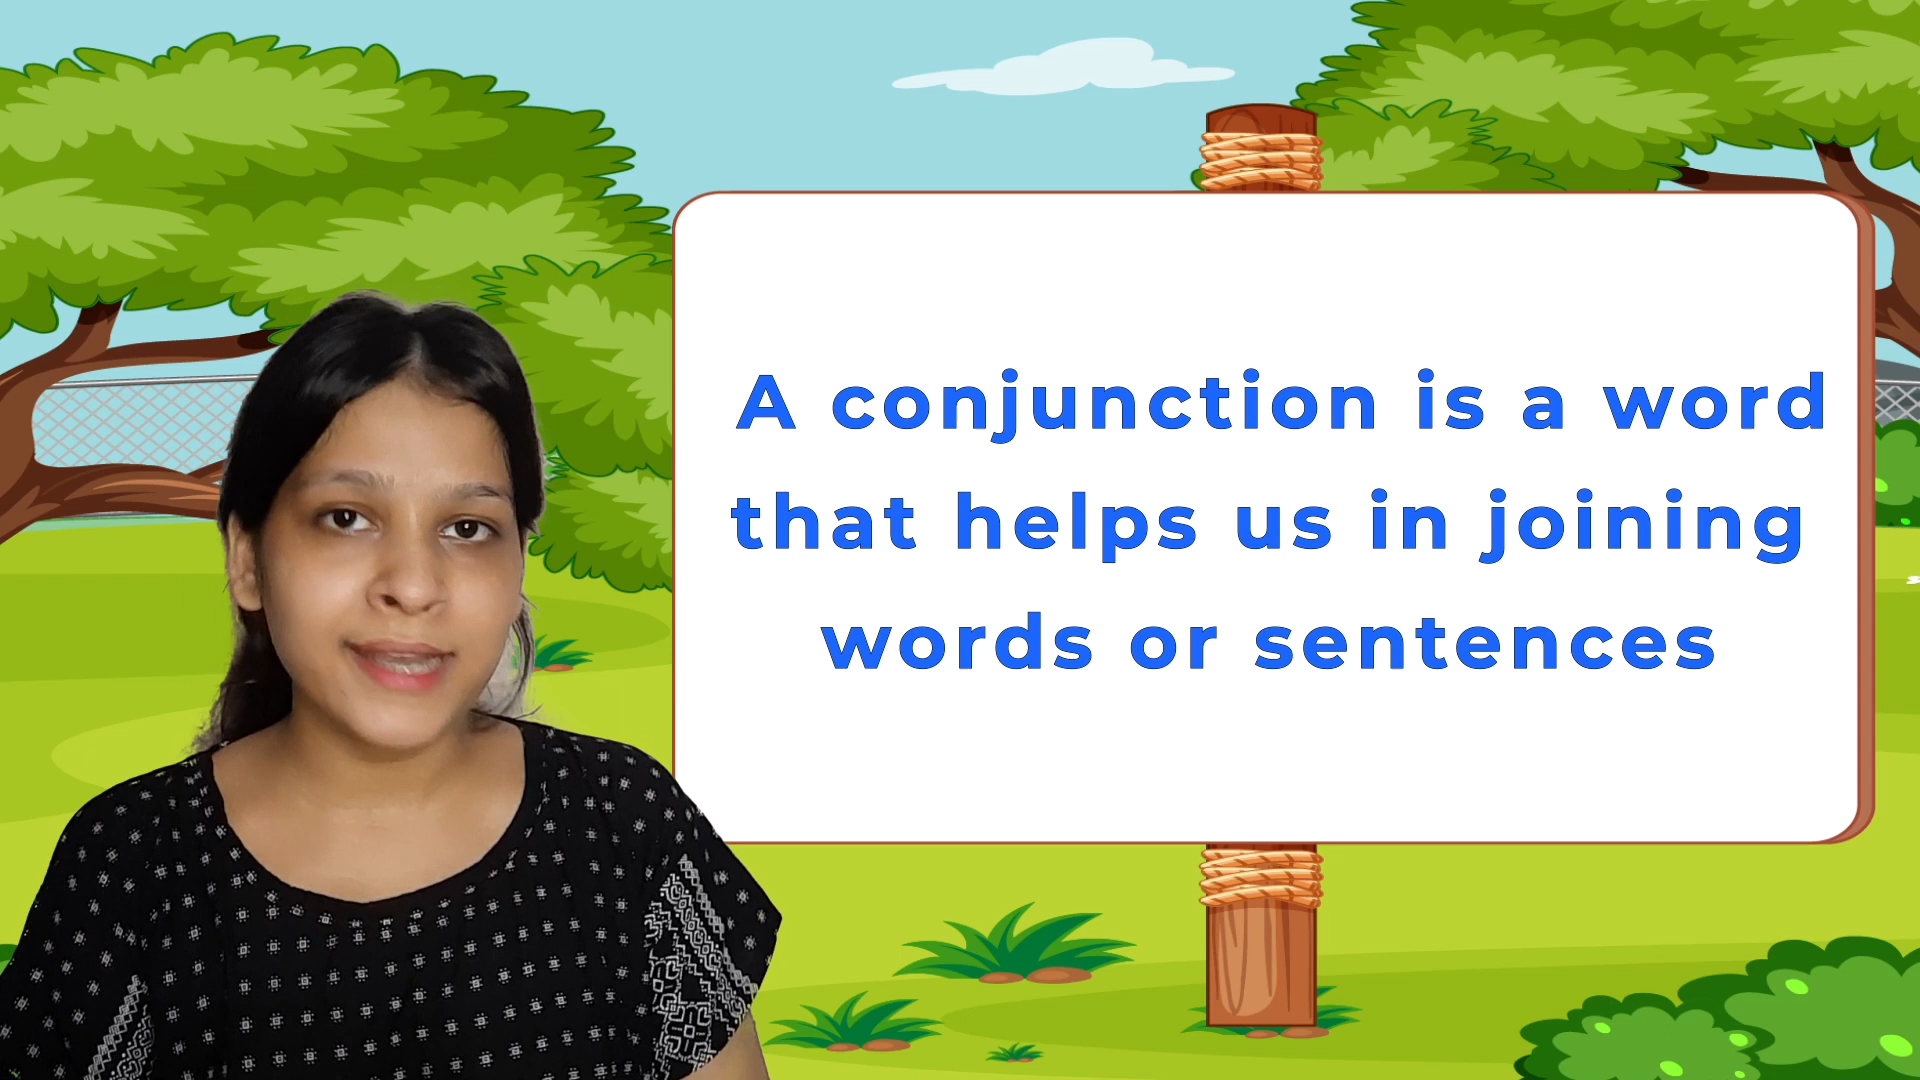 A conjunction is a word
that helps us in joining
words or sentences